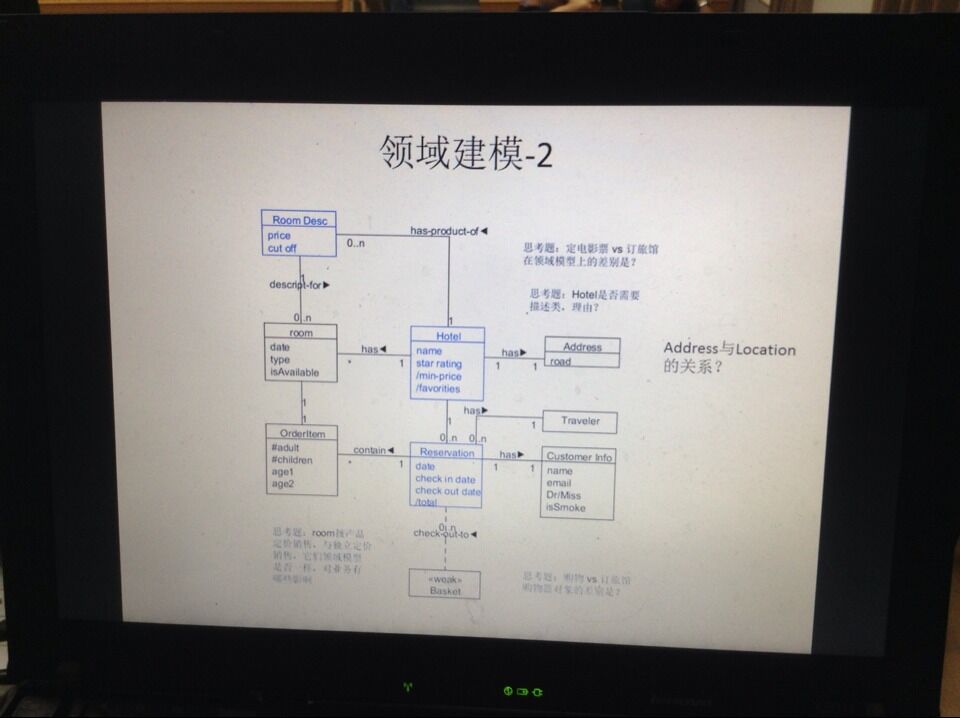 领域建模-2
Room Desc
price
cut off
has-product-of◀
0..n
1
descript-for▶
0..n
思考题：定电影票 vs 订旅馆
在领域模型上的差别是？
思考题：Hotel是否需要
描述类，理由？
room
date
type
isAvailable
has◀
*
1
Hotel
name
star rating
/min-price
/favorities
1
has▶
1
1
Address
road
Address与Location
的关系？
1
1
1
0..n
has▶
0..n
1
Traveler
OrderItem
#adult
#children
age1
age2
contain◀
*
1
Reservation
date
check in date
check out date
/total
has▶
1
1
Customer Info
name
email
Dr/Miss
isSmoke
0..n
check-out-to◀
«weak»
Basket
思考题：room按产品
定价销售，与独立定价
销售，它们领域模型
是否一样，对业务有
哪些影响
思考题：购物 vs 订旅馆
购物篮对象的差别是？